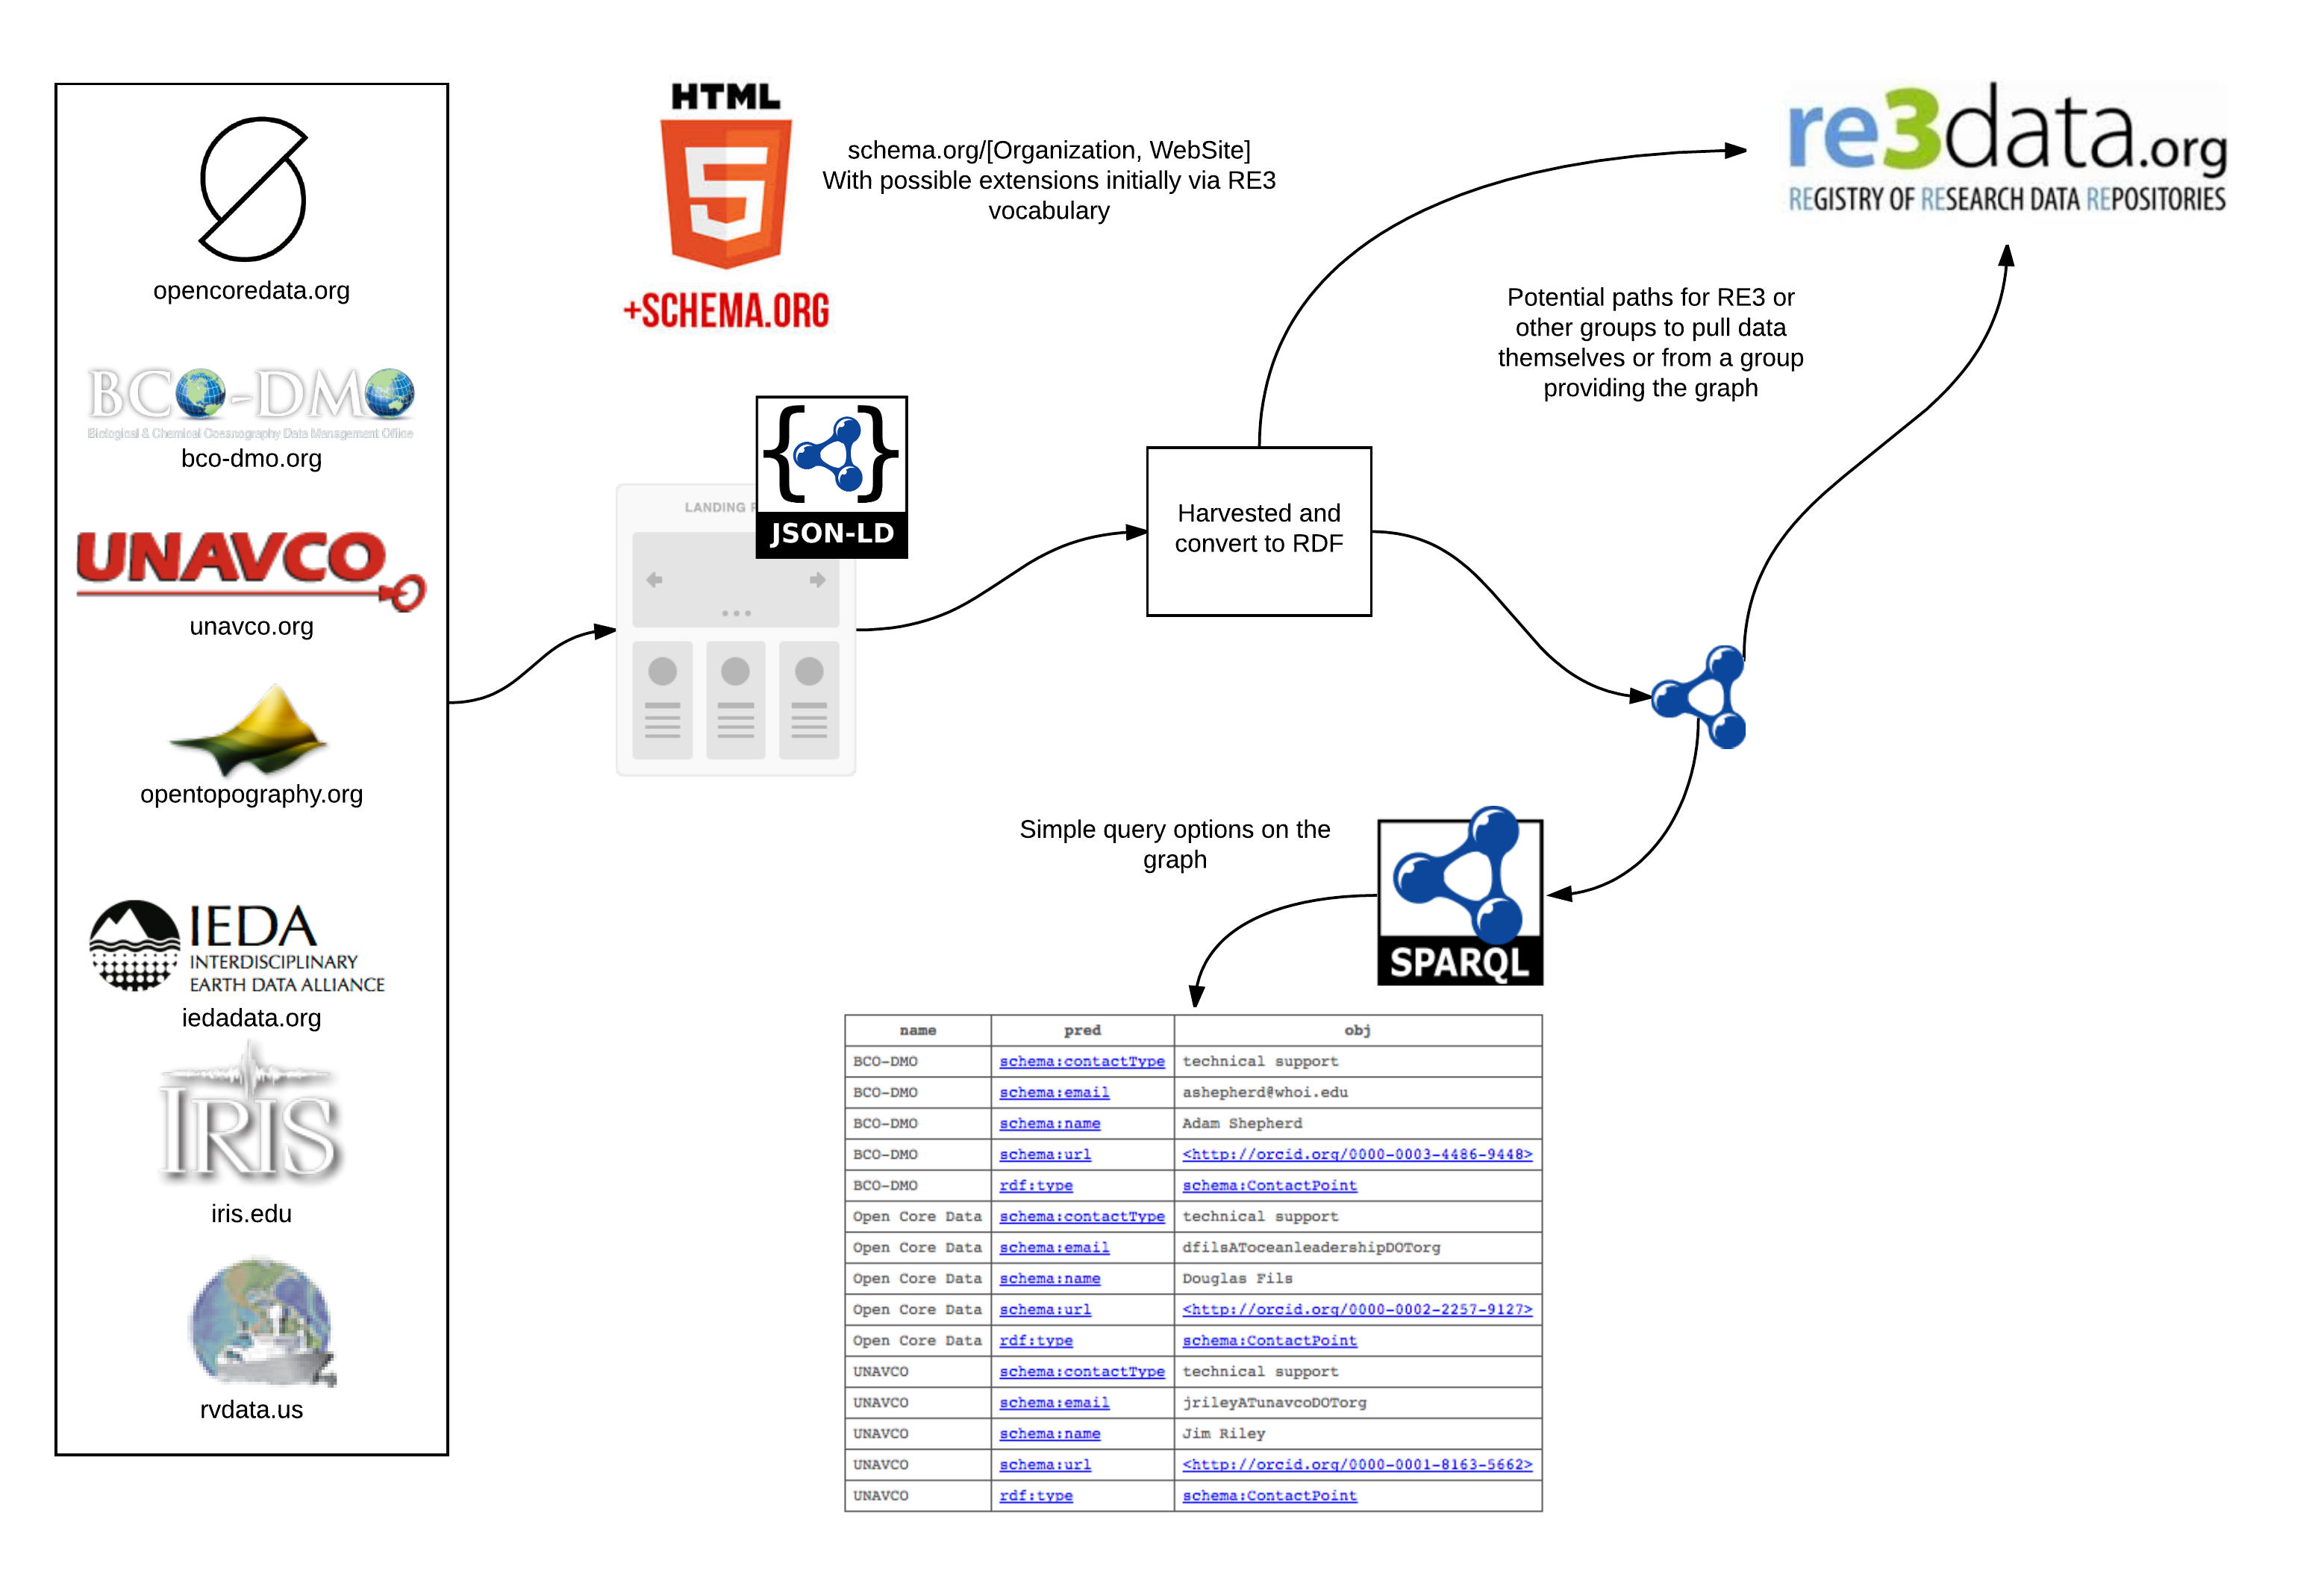 opencoredata.org
BCO-DMO
Biological & Chemical Oceanography Data Management Office
bco-dmo.org
UNAVCO
unavco.org
opentopography.org
IEDA
INTERDISCIPLINARY
EARTH DATA ALLIANCE
iedadata.org
IRIS
iris.edu
rvdata.us
HTML
5
+SCHEMA.ORG
schema.org/[Organization, WebSite]
With possible extensions initially via RE3
vocabulary
LANDING P
{ }
JSON-LD
Harvested and
convert to RDF
re3data.org
REGISTRY OF RESEARCH DATA REPOSITORIES
Potential paths for RE3 or
other groups to pull data
themselves or from a group
providing the graph
Simple query options on the
graph
SPARQL
name pred obj
BCO-DMO schema:contactType technical support
BCO-DMO schema:email ashepherd@whoi.edu
BCO-DMO schema:name Adam Shepherd
BCO-DMO schema:url <http://orcid.org/0000-0003-4486-9448>
BCO-DMO rdf:type schema:ContactPoint
Open Core Data schema:contactType technical support
Open Core Data schema:email dfilsAToceanleadershipDOTorg
Open Core Data schema:name Douglas Fils
Open Core Data schema:url <http://orcid.org/0000-0002-2257-9127>
Open Core Data rdf:type schema:ContactPoint
UNAVCO schema:contactType technical support
UNAVCO schema:email jrileyATunavcoDOTorg
UNAVCO schema:name Jim Riley
UNAVCO schema:url <http://orcid.org/0000-0001-8163-5662>
UNAVCO rdf:type schema:ContactPoint